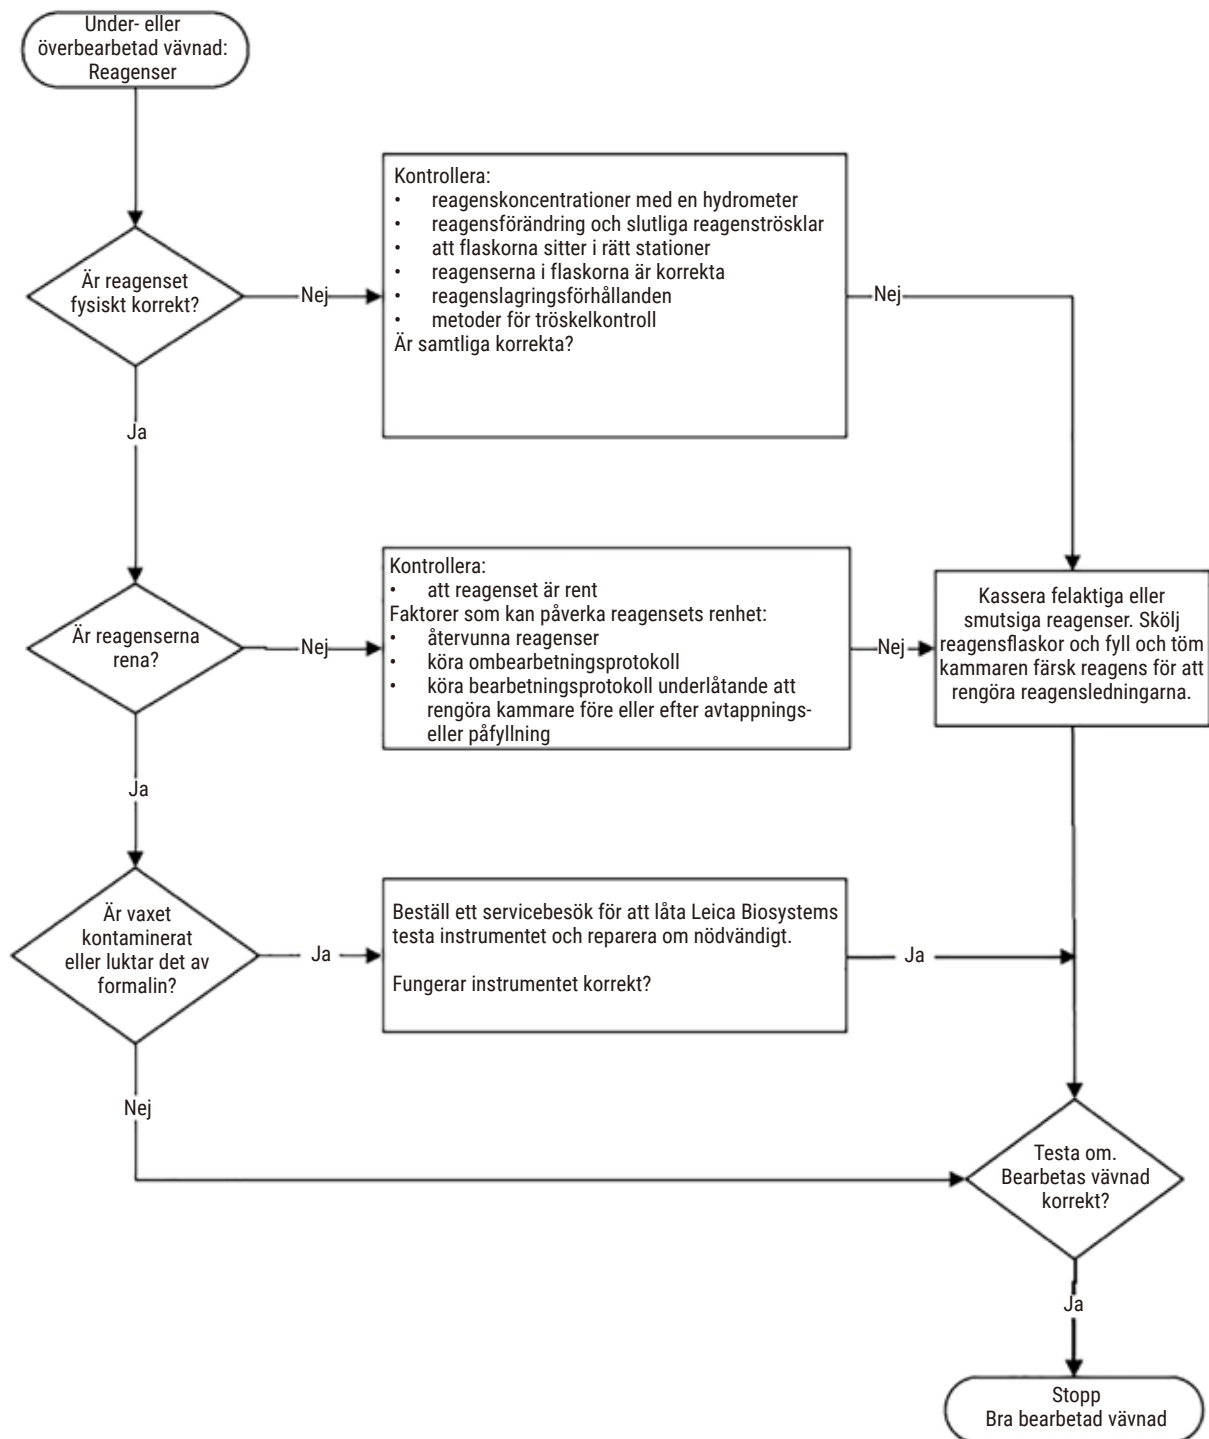 Under- eller
överbearbetad vävnad:
Reagenser
Kontrollera:
• reagenskoncentrationer med en hydrometer
• reagensförändring och slutliga reagenströsklar
• att flaskorna sitter i rätt stationer
• reagenserna i flaskorna är korrekta
• reagenslagringsförhållanden
• metoder för tröskelkontroll
Är samtliga korrekta?
Är reagenset
fysiskt korrekt?
Nej
Nej
Ja
Kontrollera:
• att reagenset är rent
Faktorer som kan påverka reagensets renhet:
• återvunna reagenser
• köra ombearbetningsprotokoll
• köra bearbetningsprotokoll underlåtande att
rengöra kammare före eller efter avtappnings-
eller påfyllning
Kassera felaktiga eller
smutsiga reagenser. Skölj
reagensflaskor och fyll och töm
kammaren färsk reagens för att
rengöra reagensledningarna.
Är reagenserna
rena?
Nej
Nej
Ja
Är vaxet
kontaminerat
eller luktar det av
formalin?
Ja
Beställ ett servicebesök för att låta Leica Biosystems
testa instrumentet och reparera om nödvändigt.
Fungerar instrumentet korrekt?
Ja
Nej
Testa om.
Bearbetas vävnad
korrekt?
Ja
Stopp
Bra bearbetad vävnad